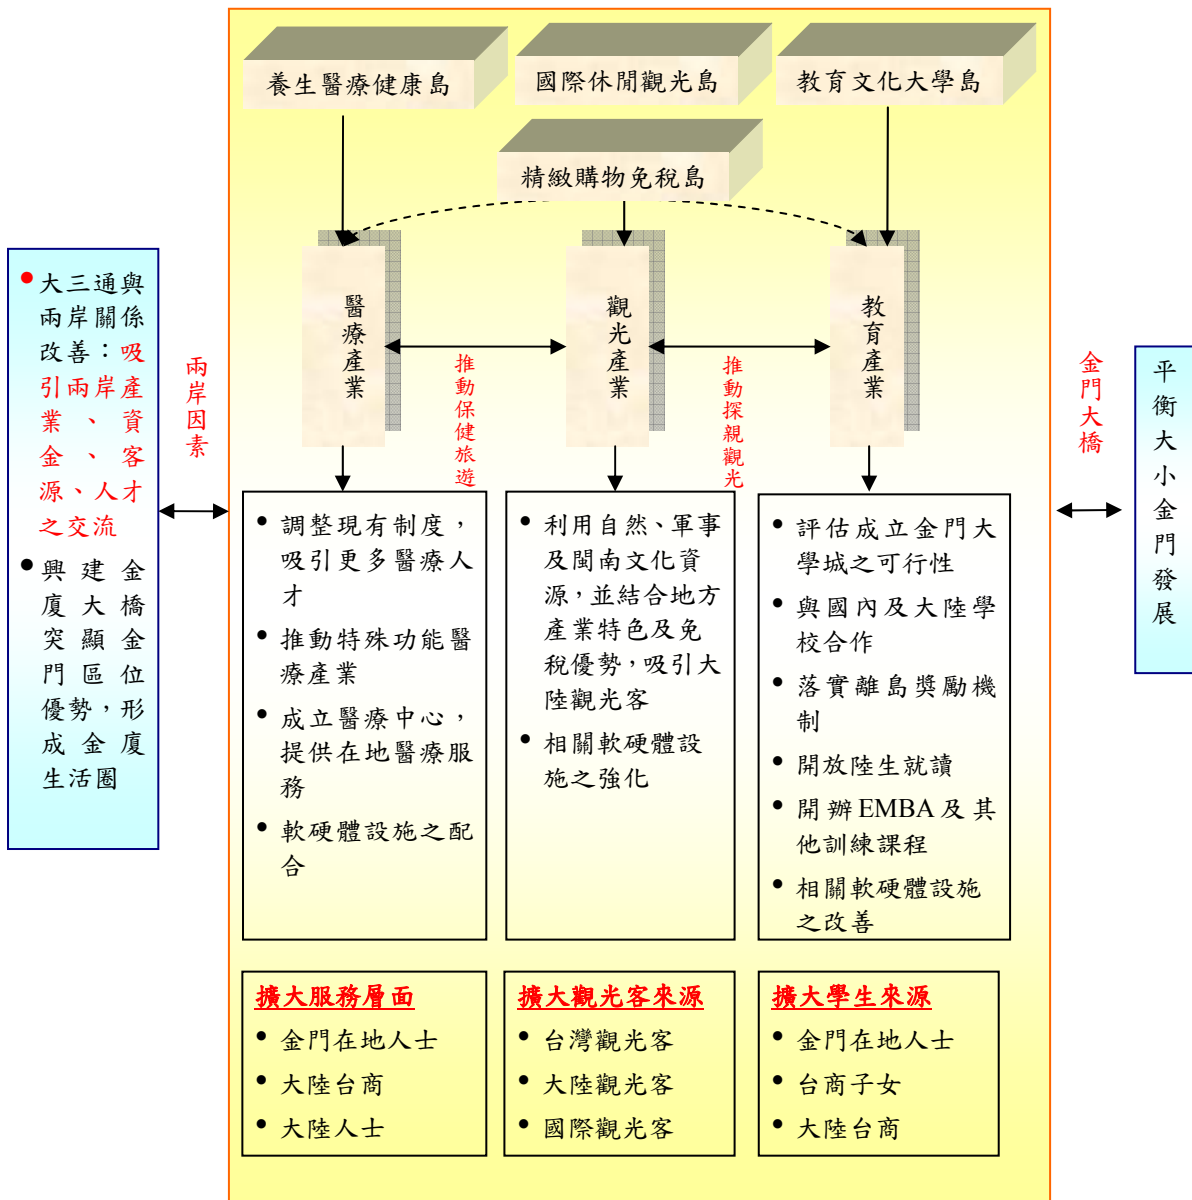 養生醫療健康島
國際休閒觀光島
教育文化大學島
精緻購物免稅島
• 大三通與
兩岸關係
改善：吸
引兩岸產
業、資
金、客
源、人才
之交流
• 興建金
廈大橋
突顯金
門區位
優勢，形
成金廈
生活圈
兩岸因素
醫療產業
推動保健旅遊
觀光產業
推動探親觀光
教育產業
金門大橋
平衡大小金門發展
• 調整現有制度，
吸引更多醫療人
才
• 推動特殊功能醫
療產業
• 成立醫療中心，
提供在地醫療服
務
• 軟硬體設施之配
合
• 利用自然、軍事
及閩南文化資
源，並結合地方
產業特色及免
稅優勢，吸引大
陸觀光客
• 相關軟硬體設
施之強化
• 評估成立金門大
學城之可行性
• 與國內及大陸學
校合作
• 落實離島獎勵機
制
• 開放陸生就讀
• 開辦 EMBA 及其
他訓練課程
• 相關軟硬體設施
之改善
擴大服務層面
• 金門在地人士
• 大陸台商
• 大陸人士
擴大觀光客來源
• 台灣觀光客
• 大陸觀光客
• 國際觀光客
擴大學生來源
• 金門在地人士
• 台商子女
• 大陸台商